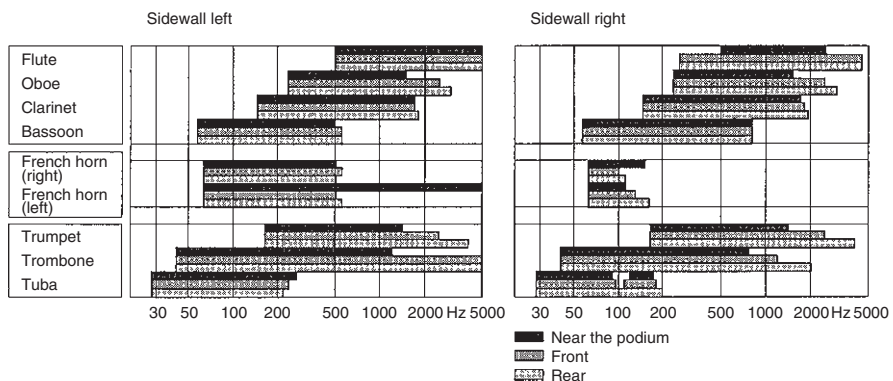 Sidewall left
Sidewall right
Flute
Oboe
Clarinet
Bassoon
French horn
(right)
French horn
(left)
Trumpet
Trombone
Tuba
30 50 100 200 500 1000 2000 Hz 5000
30 50 100 200 500 1000 2000 Hz 5000
Near the podium
Front
Rear